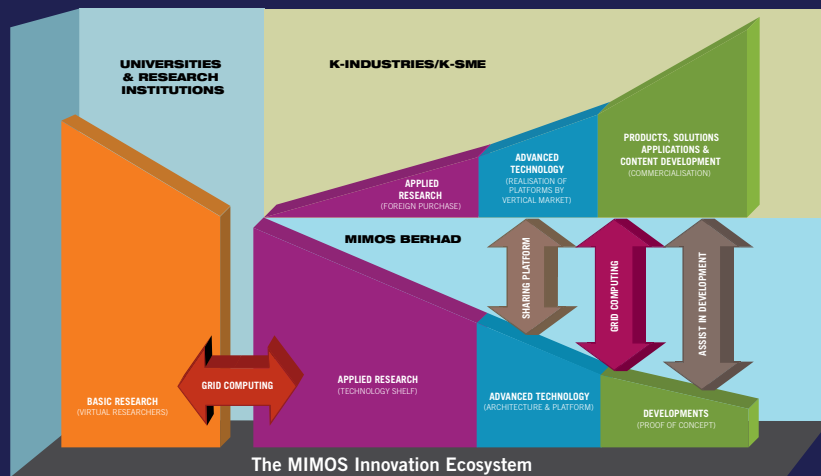 UNIVERSITIES
& RESEARCH
INSTITUTIONS
K-INDUSTRIES/K-SME
PRODUCTS, SOLUTIONS
APPLICATIONS &
CONTENT DEVELOPMENT
(COMMERCIALISATION)
ADVANCED
TECHNOLOGY
(REALISATION OF
PLATFORMS BY
VERTICAL MARKET)
APPLIED
RESEARCH
(FOREIGN PURCHASE)
MIMOS BERHAD
SHARING PLATFORM
GRID COMPUTING
ASSIST IN DEVELOPMENT
BASIC RESEARCH
(VIRTUAL RESEARCHERS)
GRID COMPUTING
APPLIED RESEARCH
(TECHNOLOGY SHELF)
ADVANCED TECHNOLOGY
(ARCHITECTURE & PLATFORM)
DEVELOPMENTS
(PROOF OF CONCEPT)
The MIMOS Innovation Ecosystem